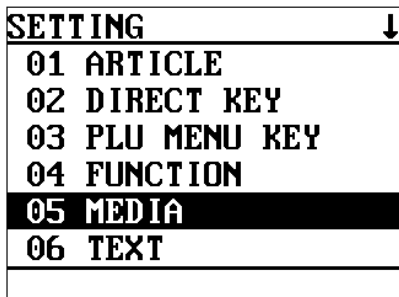 SETTING ↓
01 ARTICLE
02 DIRECT KEY
03 PLU MENU KEY
04 FUNCTION
05 MEDIA
06 TEXT